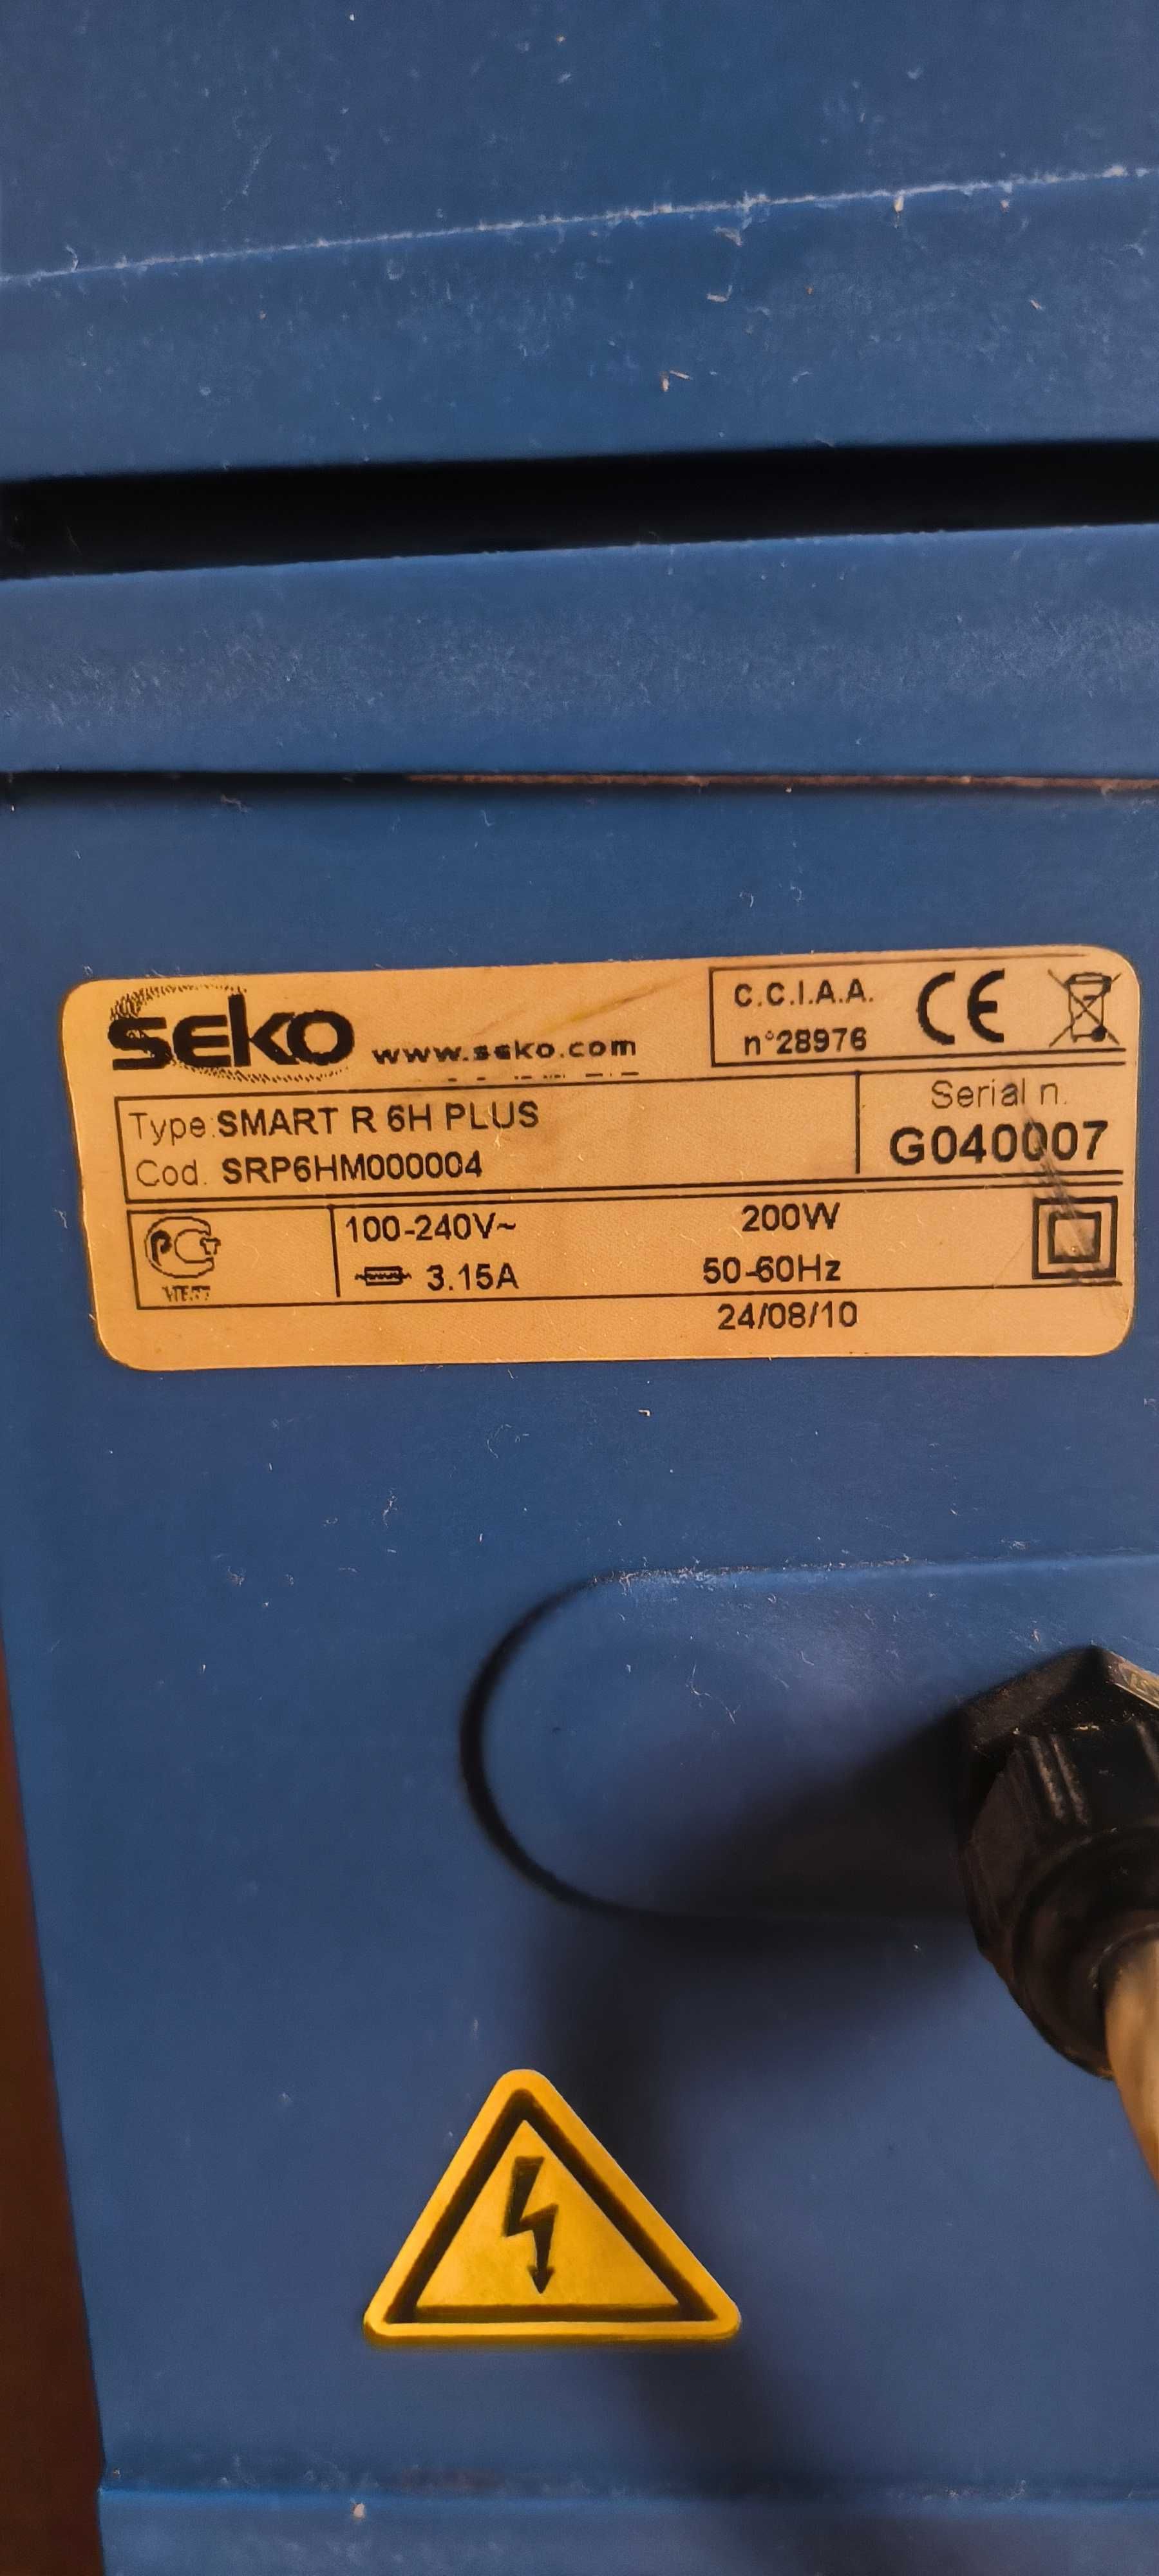 seko www.seko.com
C.C.I.A.A.
n°28976
CE
Type:SMART R 6H PLUS
Cod. SRP6HM000004
Serial n.
G040007
100-240V~ 200W
3.15A 50-60Hz
24/08/10